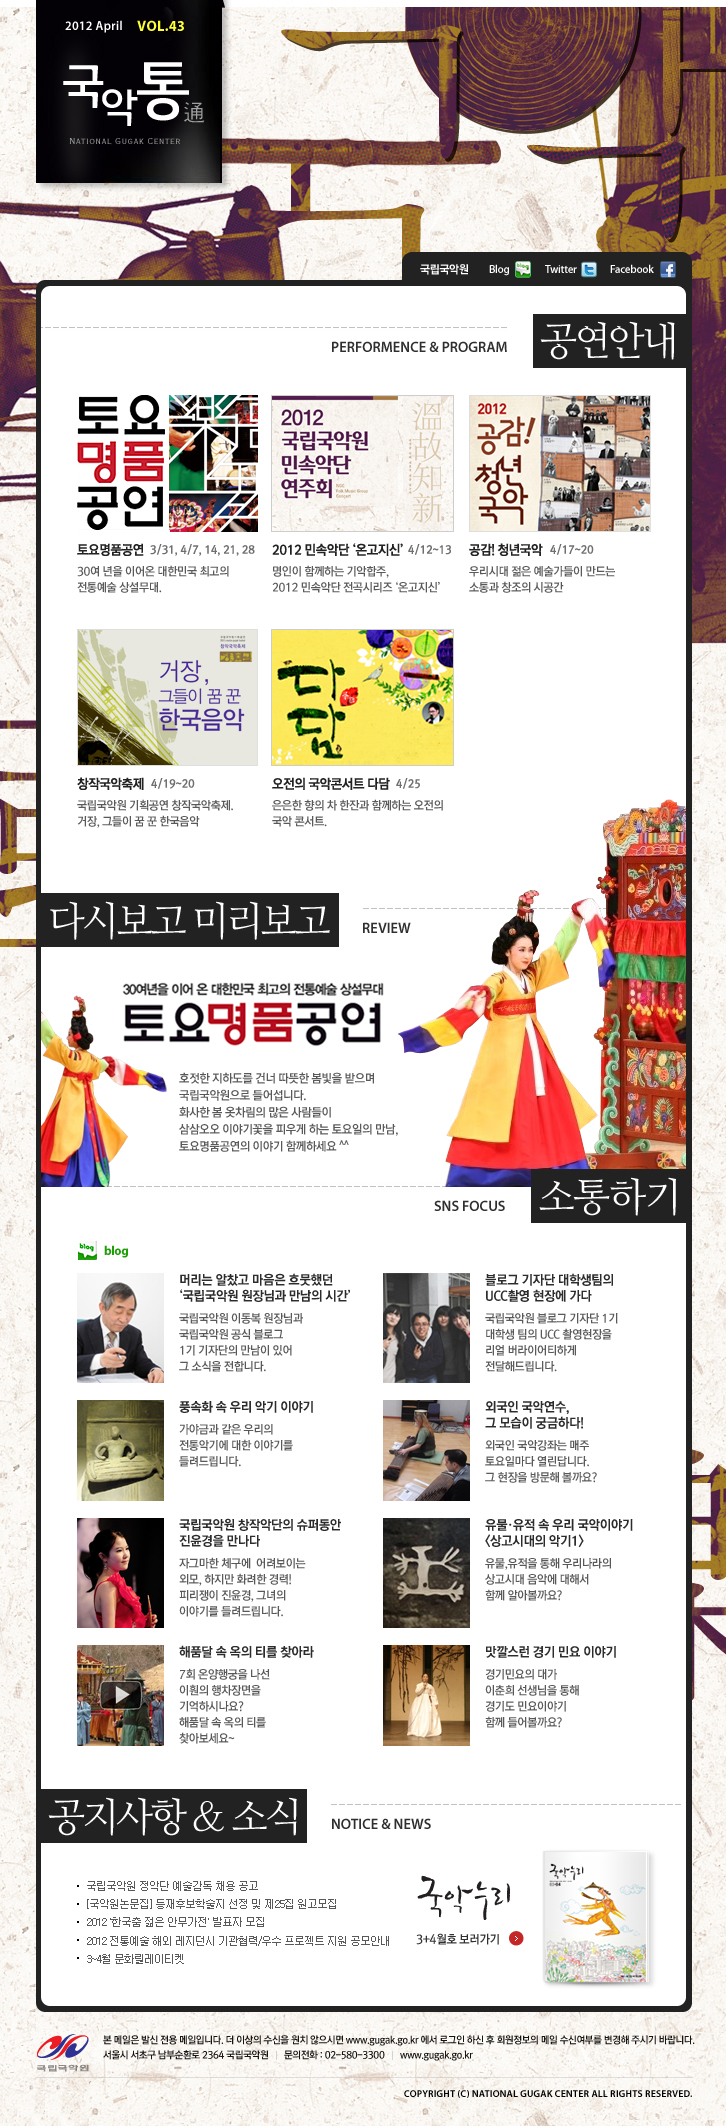 2012 April VOL.43
국악통 通
NATIONAL GUGAK CENTER
국립국악원 Blog blog Twitter Facebook
PERFORMENCE & PROGRAM
공연안내
토요
명품
공연
2012
국립국악원
민속악단
연주회
溫故知新
2012
공감!
청년
국악
토요명품공연 3/31, 4/7, 14, 21, 28
30여 년을 이어온 대한민국 최고의
전통예술 상설무대.
2012 민속악단 ‘온고지신’ 4/12~13
명인이 함께하는 기악합주,
2012 민속악단 전곡시리즈 ‘온고지신’
공감! 청년국악 4/17~20
우리시대 젊은 예술가들이 만드는
소통과 창조의 시공간
거장,
그들이 꿈 꾼
한국음악
다담
창작국악축제 4/19~20
국립국악원 기획공연 창작국악축제.
거장, 그들이 꿈 꾼 한국음악
오전의 국악콘서트 다담 4/25
은은한 향의 차 한잔과 함께하는 오전의
국악 콘서트.
다시보고 미리보고
REVIEW
30여년을 이어 온 대한민국 최고의 전통예술 상설무대
토요명품공연
호젓한 지하도를 건너 따뜻한 봄빛을 받으며
국립국악원으로 들어섭니다.
화사한 봄 옷차림의 많은 사람들이
삼삼오오 이야기꽃을 피우게 하는 토요일의 만남,
토요명품공연의 이야기 함께하세요 ^^
SNS FOCUS
소통하기
blog blog
머리는 알찼고 마음은 흐뭇했던
‘국립국악원 원장님과 만남의 시간’
국립국악원 이동복 원장님과
국립국악원 공식 블로그
1기 기자단의 만남이 있어
그 소식을 전합니다.
블로그 기자단 대학생팀의
UCC촬영 현장에 가다
국립국악원 블로그 기자단 1기
대학생 팀의 UCC 촬영현장을
리얼 버라이어티하게
전달해드립니다.
풍속화 속 우리 악기 이야기
가야금과 같은 우리의
전통악기에 대한 이야기를
들려드립니다.
외국인 국악연수,
그 모습이 궁금하다!
외국인 국악강좌는 매주
토요일마다 열린답니다.
그 현장을 방문해 볼까요?
국립국악원 창작악단의 슈퍼동안
진윤경을 만나다
자그마한 체구에 여려보이는
외모, 하지만 화려한 경력!
피리쟁이 진윤경, 그녀의
이야기를 들려드립니다.
유물·유적 속 우리 국악이야기
〈상고시대의 악기1〉
유물,유적을 통해 우리나라의
상고시대 음악에 대해서
함께 알아볼까요?
해품달 속 옥의 티를 찾아라
7회 온양행궁을 나선
이훤의 행차장면을
기억하시나요?
해품달 속 옥의 티를
찾아보세요~
맛깔스런 경기 민요 이야기
경기민요의 대가
이춘희 선생님을 통해
경기도 민요이야기
함께 들어볼까요?
공지사항 & 소식
NOTICE & NEWS
국립국악원 정악단 예술감독 채용 공고
[국악원논문집] 등재후보학술지 선정 및 제25집 원고모집
2012 '한국춤 젊은 안무가전' 발표자 모집
2012 전통예술 해외 레지던시 기관협력/우수 프로젝트 지원 공모안내
3~4월 문화릴레이티켓
국악누리
3+4월호 보러가기
국악누리
국립국악원
본 메일은 발신 전용 메일입니다. 더 이상의 수신을 원치 않으시면 www.gugak.go.kr 에서 로그인 하신 후 회원정보의 메일 수신여부를 변경해 주시기 바랍니다.
서울시 서초구 남부순환로 2364 국립국악원 | 문의전화 : 02-580-3300 | www.gugak.go.kr
COPYRIGHT (C) NATIONAL GUGAK CENTER ALL RIGHTS RESERVED.